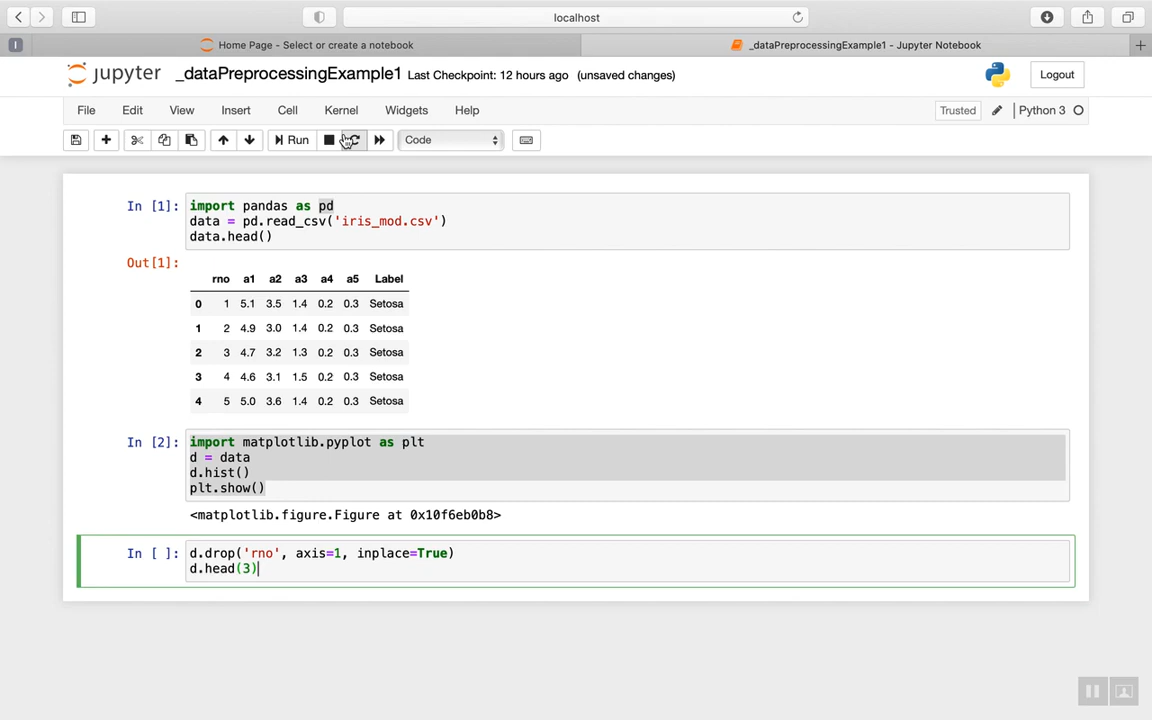 localhost
I
Home Page - Select or create a notebook
_dataPreprocessingExample1 - Jupyter Notebook
jupyter _dataPreprocessingExample1 Last Checkpoint: 12 hours ago (unsaved changes)
Logout
File Edit View Insert Cell Kernel Widgets Help
Trusted
Python 3
Run
Code
In [1]: import pandas as pd
data = pd.read_csv('iris_mod.csv')
data.head()
Out[1]:
rno a1 a2 a3 a4 a5 Label
0 1 5.1 3.5 1.4 0.2 0.3 Setosa
1 2 4.9 3.0 1.4 0.2 0.3 Setosa
2 3 4.7 3.2 1.3 0.2 0.3 Setosa
3 4 4.6 3.1 1.5 0.2 0.3 Setosa
4 5 5.0 3.6 1.4 0.2 0.3 Setosa
In [2]: import matplotlib.pyplot as plt
d = data
d.hist()
plt.show()
<matplotlib.figure.Figure at 0x10f6eb0b8>
In [ ]: d.drop('rno', axis=1, inplace=True)
d.head(3)